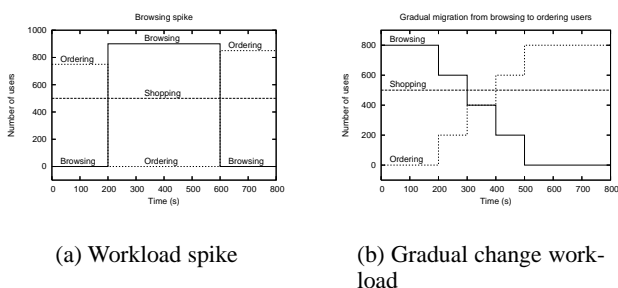 Browsing spike
1000
800
600
400
200
0
Number of users
Ordering
Browsing
Ordering
Shopping
Browsing
Ordering
Browsing
0 100 200 300 400 500 600 700 800
Time (s)
(a) Workload spike
Gradual migration from browsing to ordering users
800
600
400
200
0
Number of users
Browsing
Shopping
Ordering
0 100 200 300 400 500 600 700 800
Time (s)
(b) Gradual change work-
load